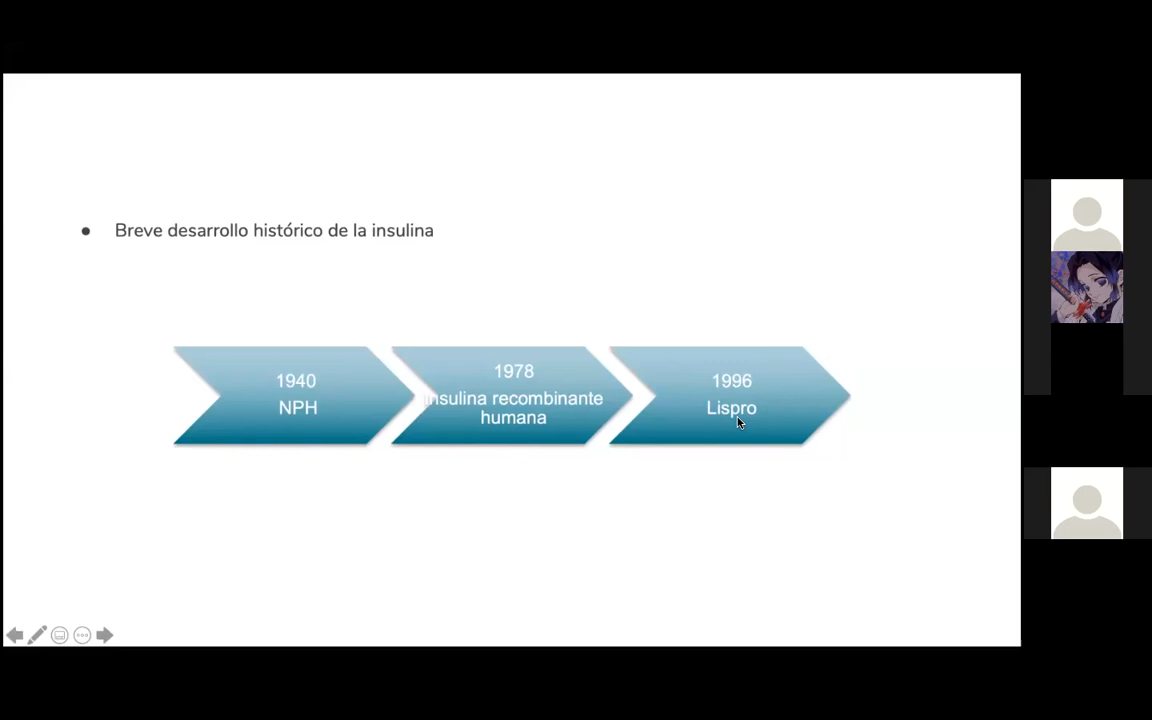 ● Breve desarrollo histórico de la insulina
1940
NPH
1978
Insulina recombinante
humana
1996
Lispro